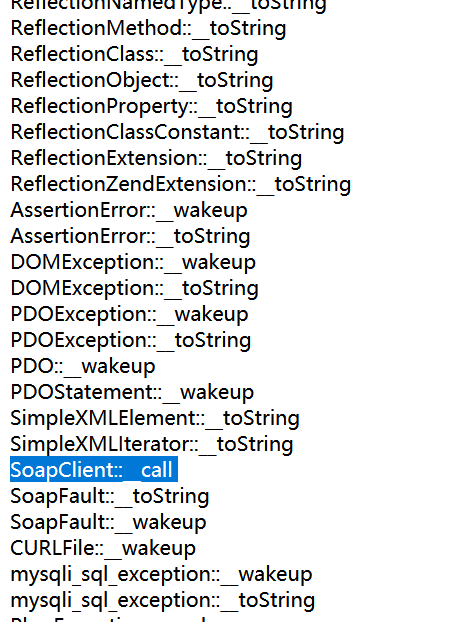 ReflectionNamedType::__toString
ReflectionMethod::__toString
ReflectionClass::__toString
ReflectionObject::__toString
ReflectionProperty::__toString
ReflectionClassConstant::__toString
ReflectionExtension::__toString
ReflectionZendExtension::__toString
AssertionError::__wakeup
AssertionError::__toString
DOMException::__wakeup
DOMException::__toString
PDOException::__wakeup
PDOException::__toString
PDO::__wakeup
PDOStatement::__wakeup
SimpleXMLElement::__toString
SimpleXMLIterator::__toString
SoapClient::__call
SoapFault::__toString
SoapFault::__wakeup
CURLFile::__wakeup
mysqli_sql_exception::__wakeup
mysqli_sql_exception::__toString